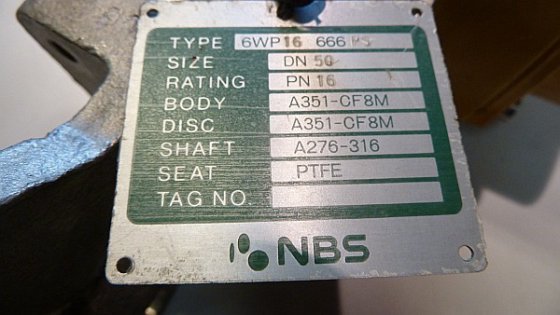 TYPE 6WP16 666 PS
SIZE DN 50
RATING PN 16
BODY A351-CF8M
DISC A351-CF8M
SHAFT A276-316
SEAT PTFE
TAG NO.
NBS